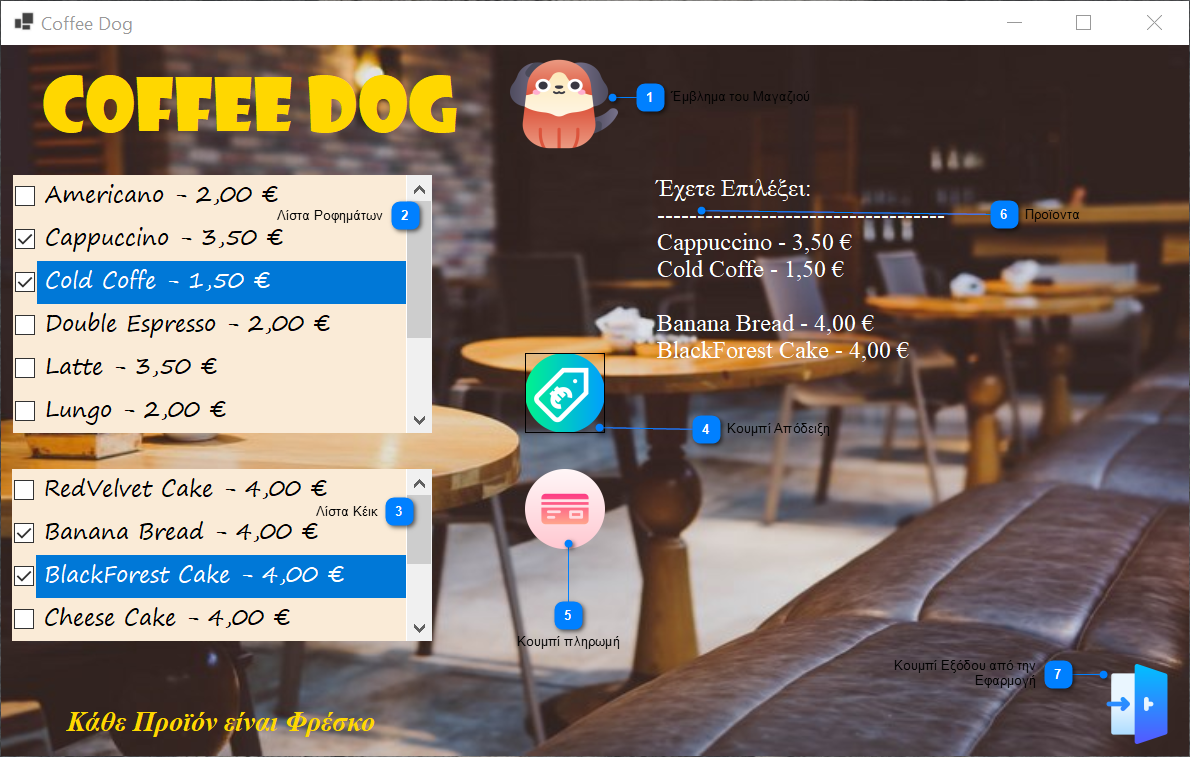 Coffee Dog
COFFEE DOG
1 Έμβλημα του Μαγαζιού
Americano - 2,00 €
Λίστα Ροφημάτων 2
Cappuccino - 3,50 €
Cold Coffe - 1,50 €
Double Espresso - 2,00 €
Latte - 3,50 €
Lungo - 2,00 €
Έχετε Επιλέξει:
------------------------------------
6 Προϊοντα
Cappuccino - 3,50 €
Cold Coffe - 1,50 €
Banana Bread - 4,00 €
BlackForest Cake - 4,00 €
4 Κουμπί Απόδειξη
RedVelvet Cake - 4,00 €
Λίστα Κέικ 3
Banana Bread - 4,00 €
BlackForest Cake - 4,00 €
Cheese Cake - 4,00 €
5
Κουμπί πληρωμή
Κουμπί Εξόδου από την
Εφαρμογή
7
Κάθε Προϊόν είναι Φρέσκο